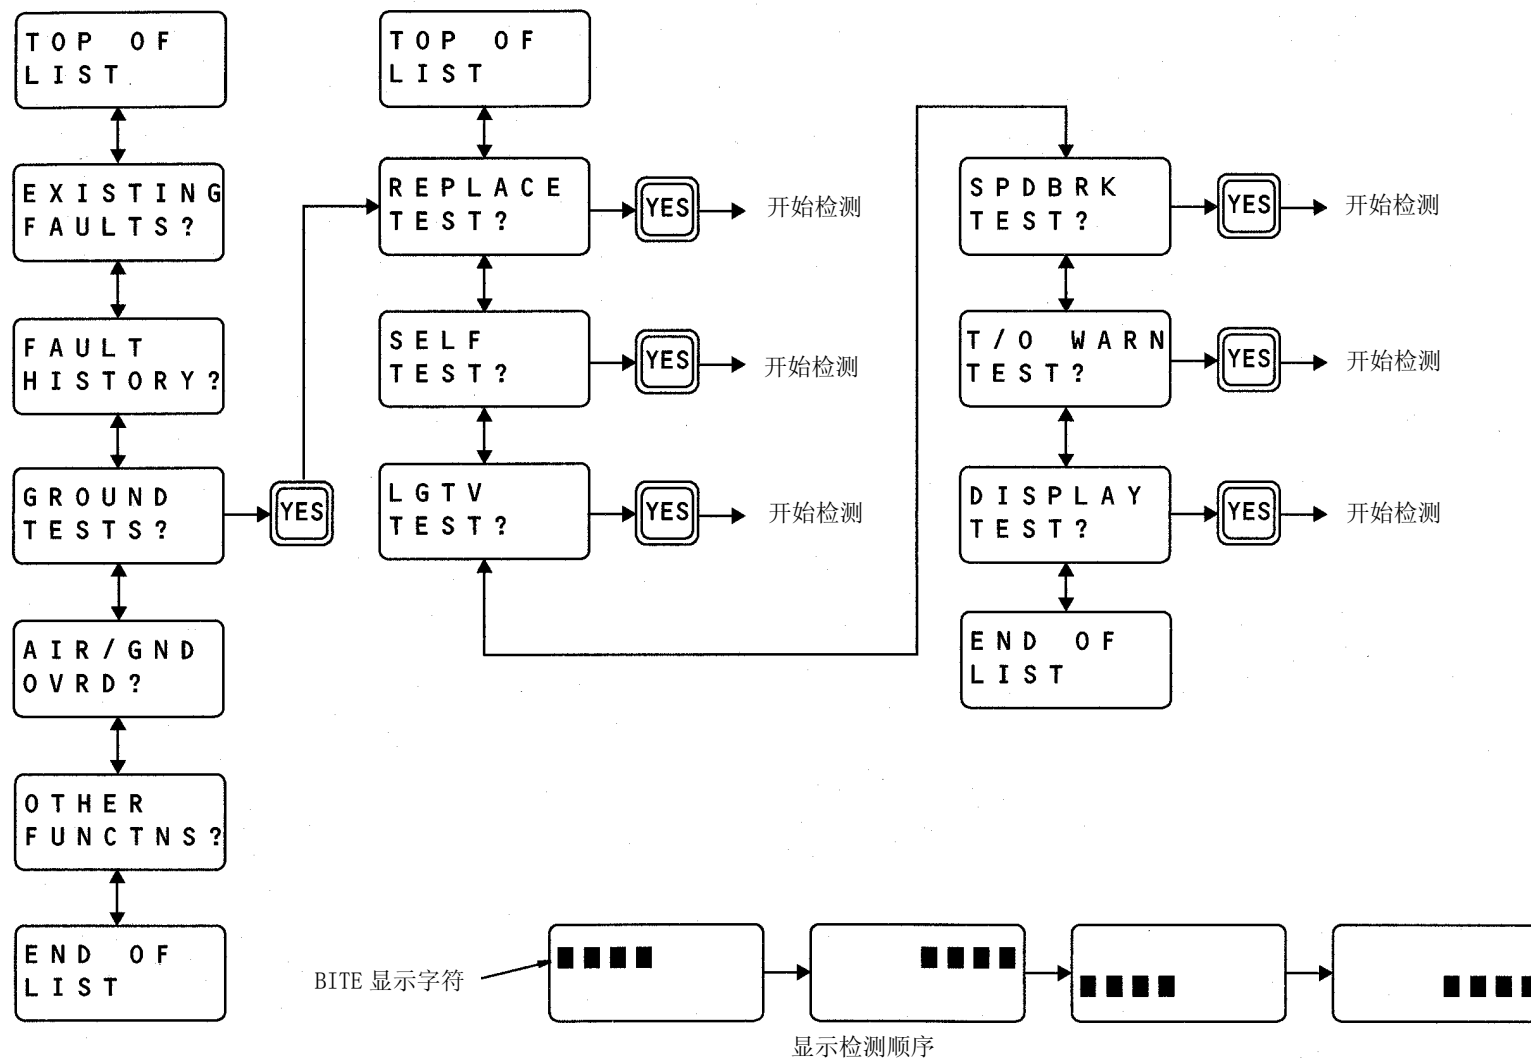 TOP OF
LIST
EXISTING
FAULTS?
FAULT
HISTORY?
GROUND
TESTS?
YES
AIR/GND
OVRD?
OTHER
FUNCTNS?
END OF
LIST
TOP OF
LIST
REPLACE
TEST?
YES
开始检测
SELF
TEST?
YES
开始检测
LGTV
TEST?
YES
开始检测
SPDBRK
TEST?
YES
开始检测
T/O WARN
TEST?
YES
开始检测
DISPLAY
TEST?
YES
开始检测
END OF
LIST
BITE 显示字符
显示检测顺序